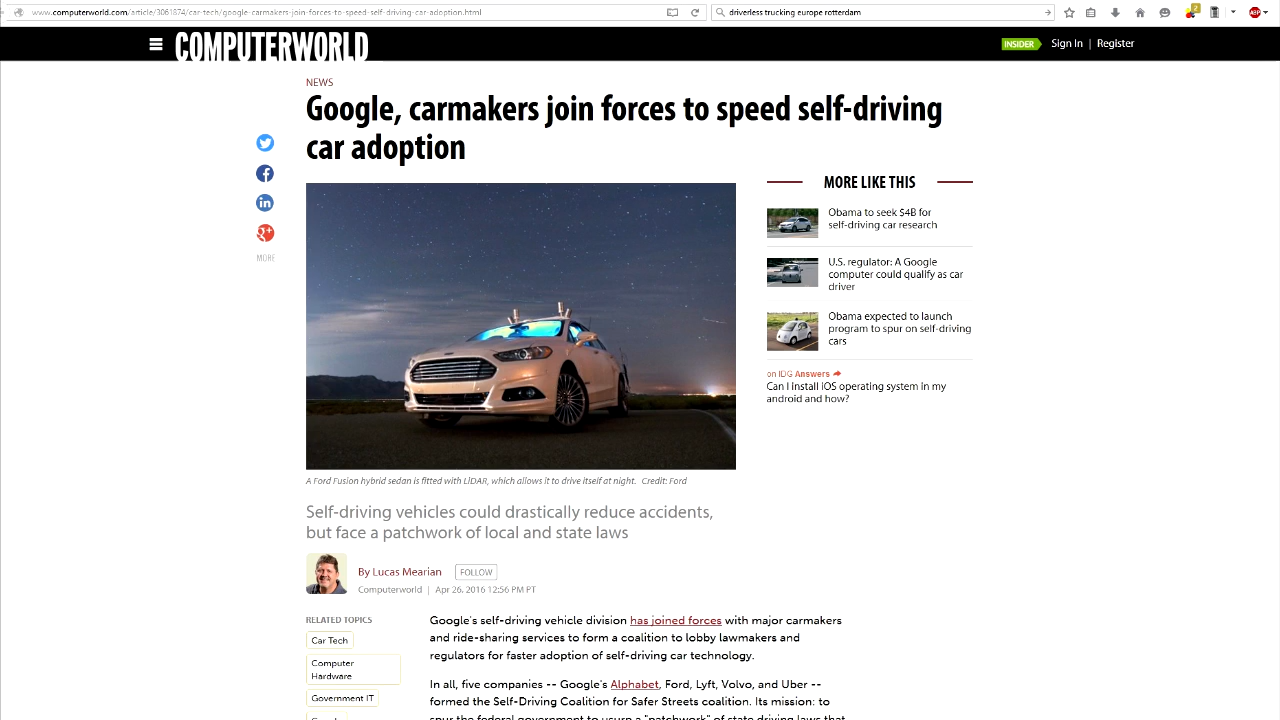 www.computerworld.com/article/3061874/car-tech/google-carmakers-join-forces-to-speed-self-driving-car-adoption.html
driverless trucking europe rotterdam
2
ABP
COMPUTERWORLD
INSIDER Sign In | Register
NEWS
Google, carmakers join forces to speed self-driving
car adoption
MORE
A Ford Fusion hybrid sedan is fitted with LiDAR, which allows it to drive itself at night. Credit: Ford
MORE LIKE THIS
Obama to seek $4B for
self-driving car research
U.S. regulator: A Google
computer could qualify as car
driver
Obama expected to launch
program to spur on self-driving
cars
on IDG Answers
Can I install iOS operating system in my
android and how?
Self-driving vehicles could drastically reduce accidents,
but face a patchwork of local and state laws
By Lucas Mearian FOLLOW
Computerworld | Apr 26, 2016 12:56 PM PT
RELATED TOPICS
Car Tech
Computer
Hardware
Government IT
Google's self-driving vehicle division has joined forces with major carmakers
and ride-sharing services to form a coalition to lobby lawmakers and
regulators for faster adoption of self-driving car technology.
In all, five companies -- Google's Alphabet, Ford, Lyft, Volvo, and Uber --
formed the Self-Driving Coalition for Safer Streets coalition. Its mission: to
spur the federal government to usurp a "patchwork" of state driving laws that